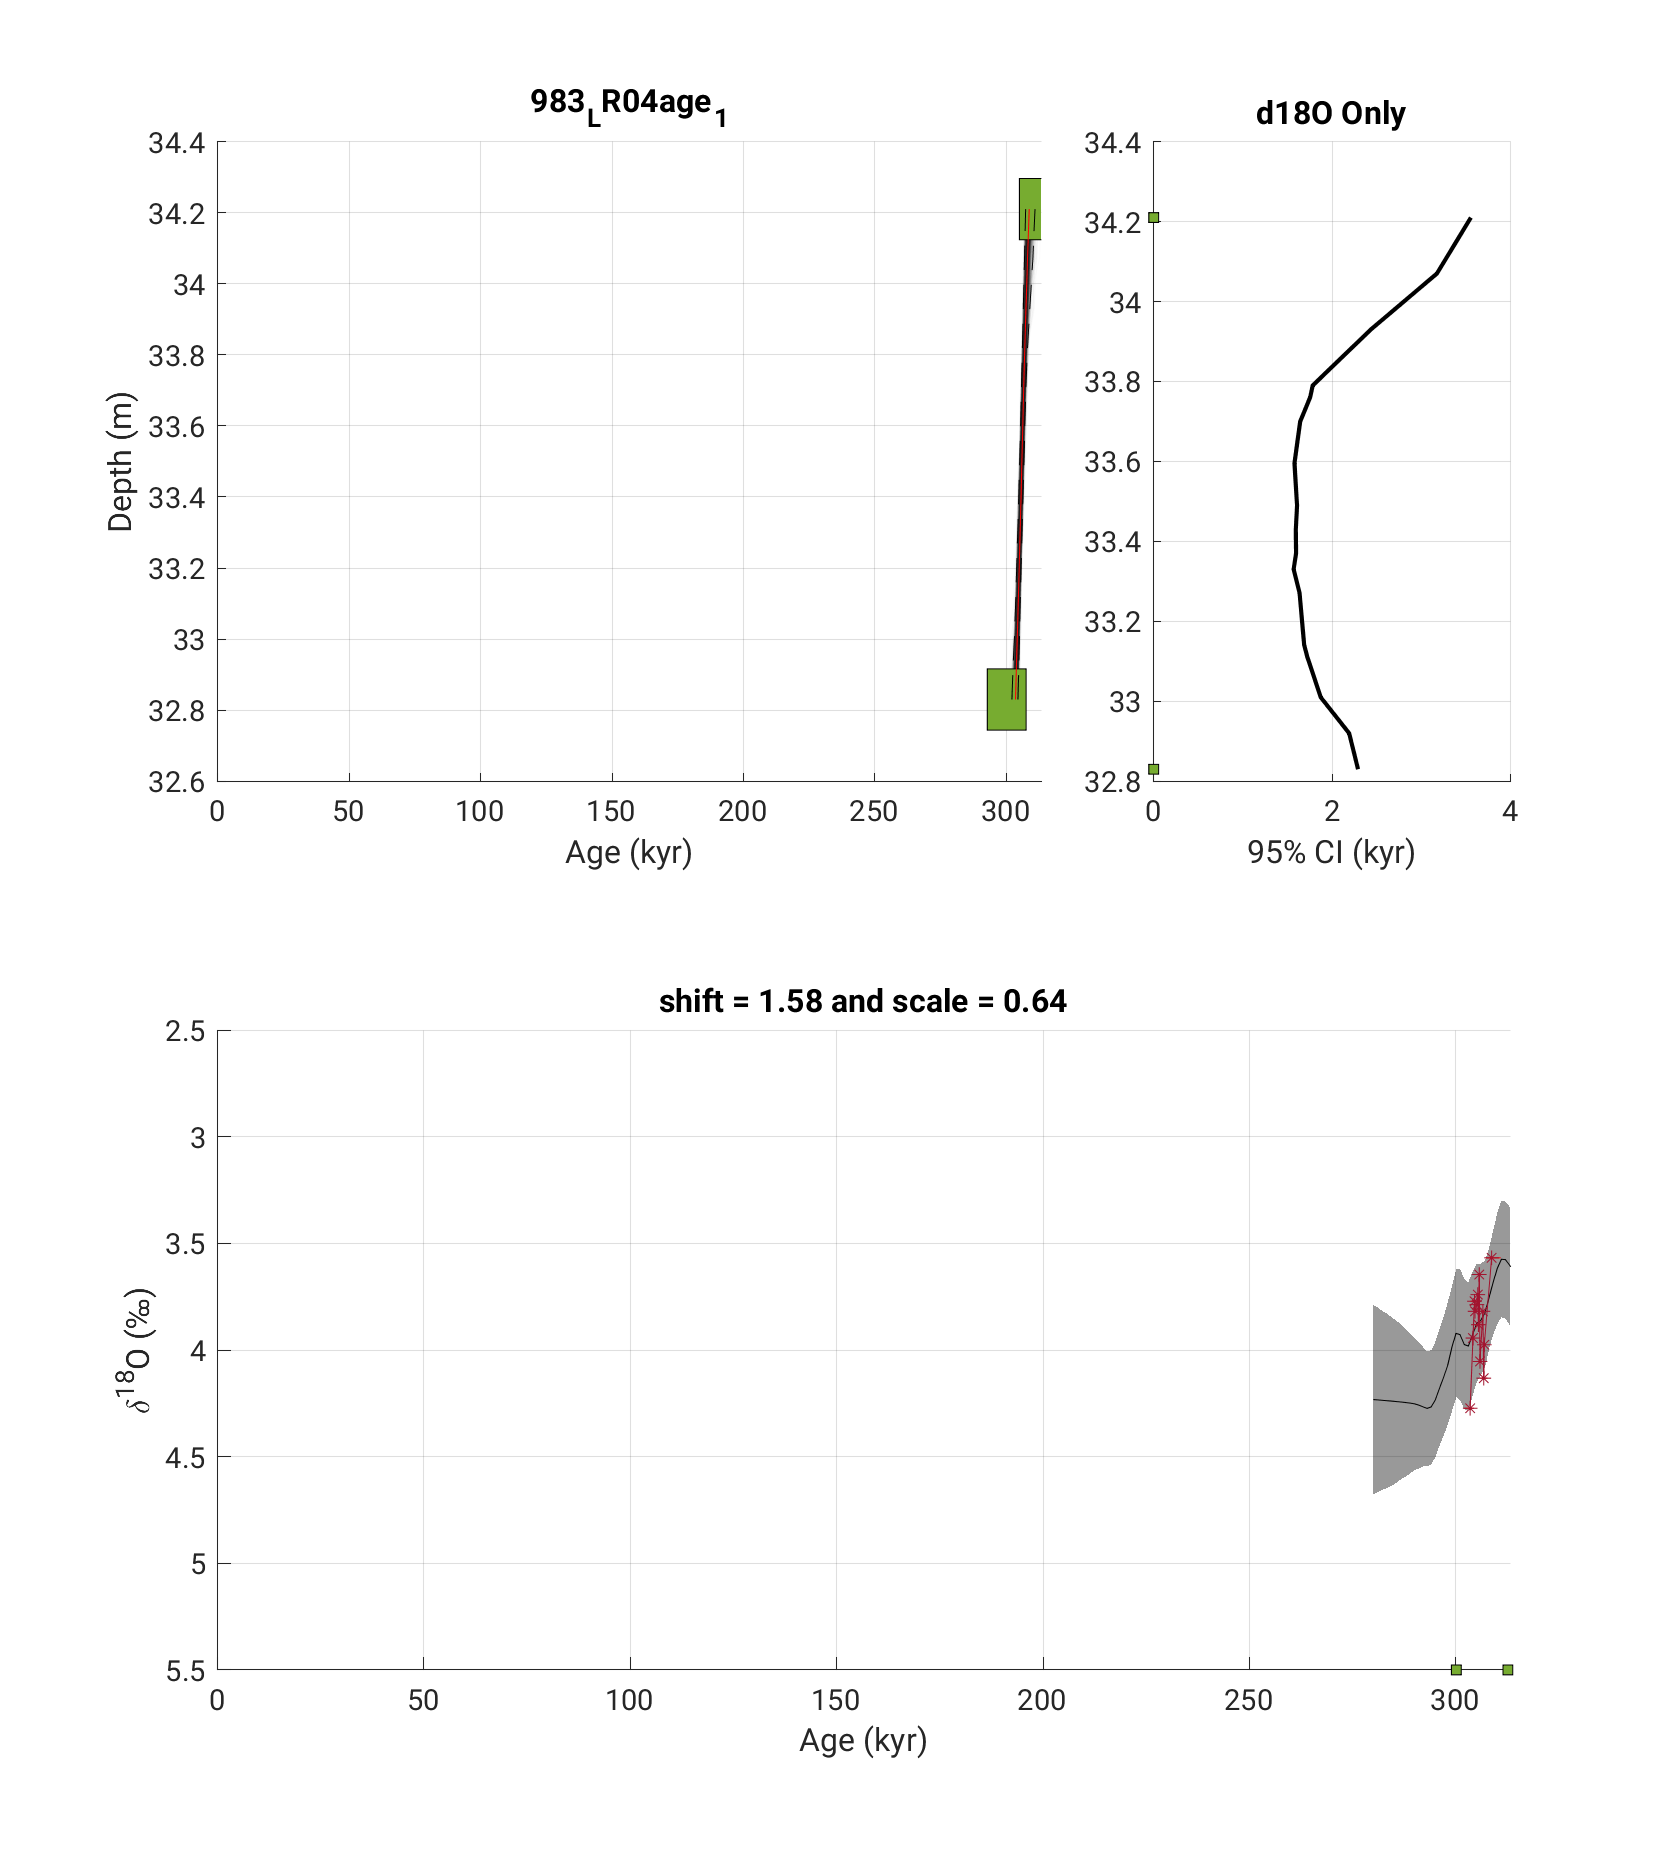 983_LR04age_1
34.4
34.2
34
33.8
33.6
33.4
33.2
33
32.8
32.6
Depth (m)
0 50 100 150 200 250 300
Age (kyr)
d18O Only
34.4
34.2
34
33.8
33.6
33.4
33.2
33
32.8
0 2 4
95% CI (kyr)
shift = 1.58 and scale = 0.64
2.5
3
3.5
4
4.5
5
5.5
δ18O (‰)
0 50 100 150 200 250 300
Age (kyr)